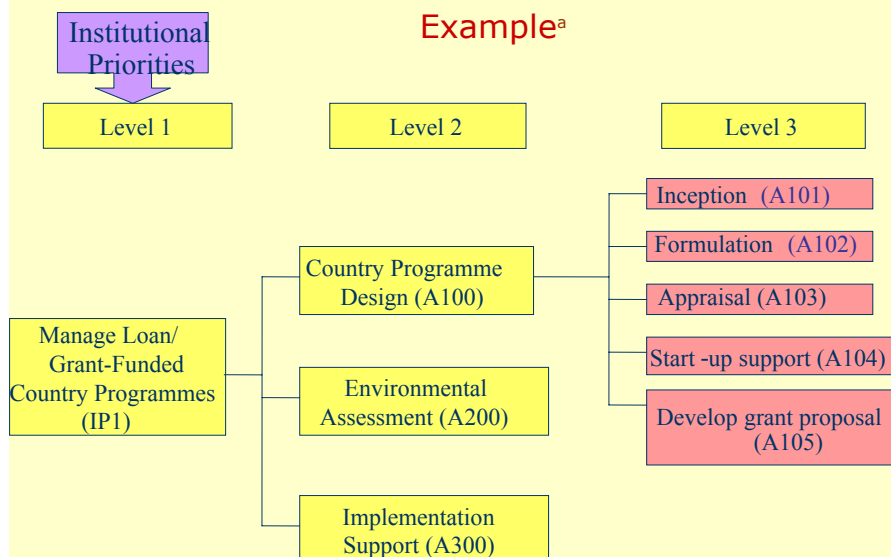 Institutional
Priorities
Exampleᵃ
Level 1
Level 2
Level 3
Manage Loan/
Grant-Funded
Country Programmes
(IP1)
Country Programme
Design (A100)
Environmental
Assessment (A200)
Implementation
Support (A300)
Inception (A101)
Formulation (A102)
Appraisal (A103)
Start -up support (A104)
Develop grant proposal
(A105)